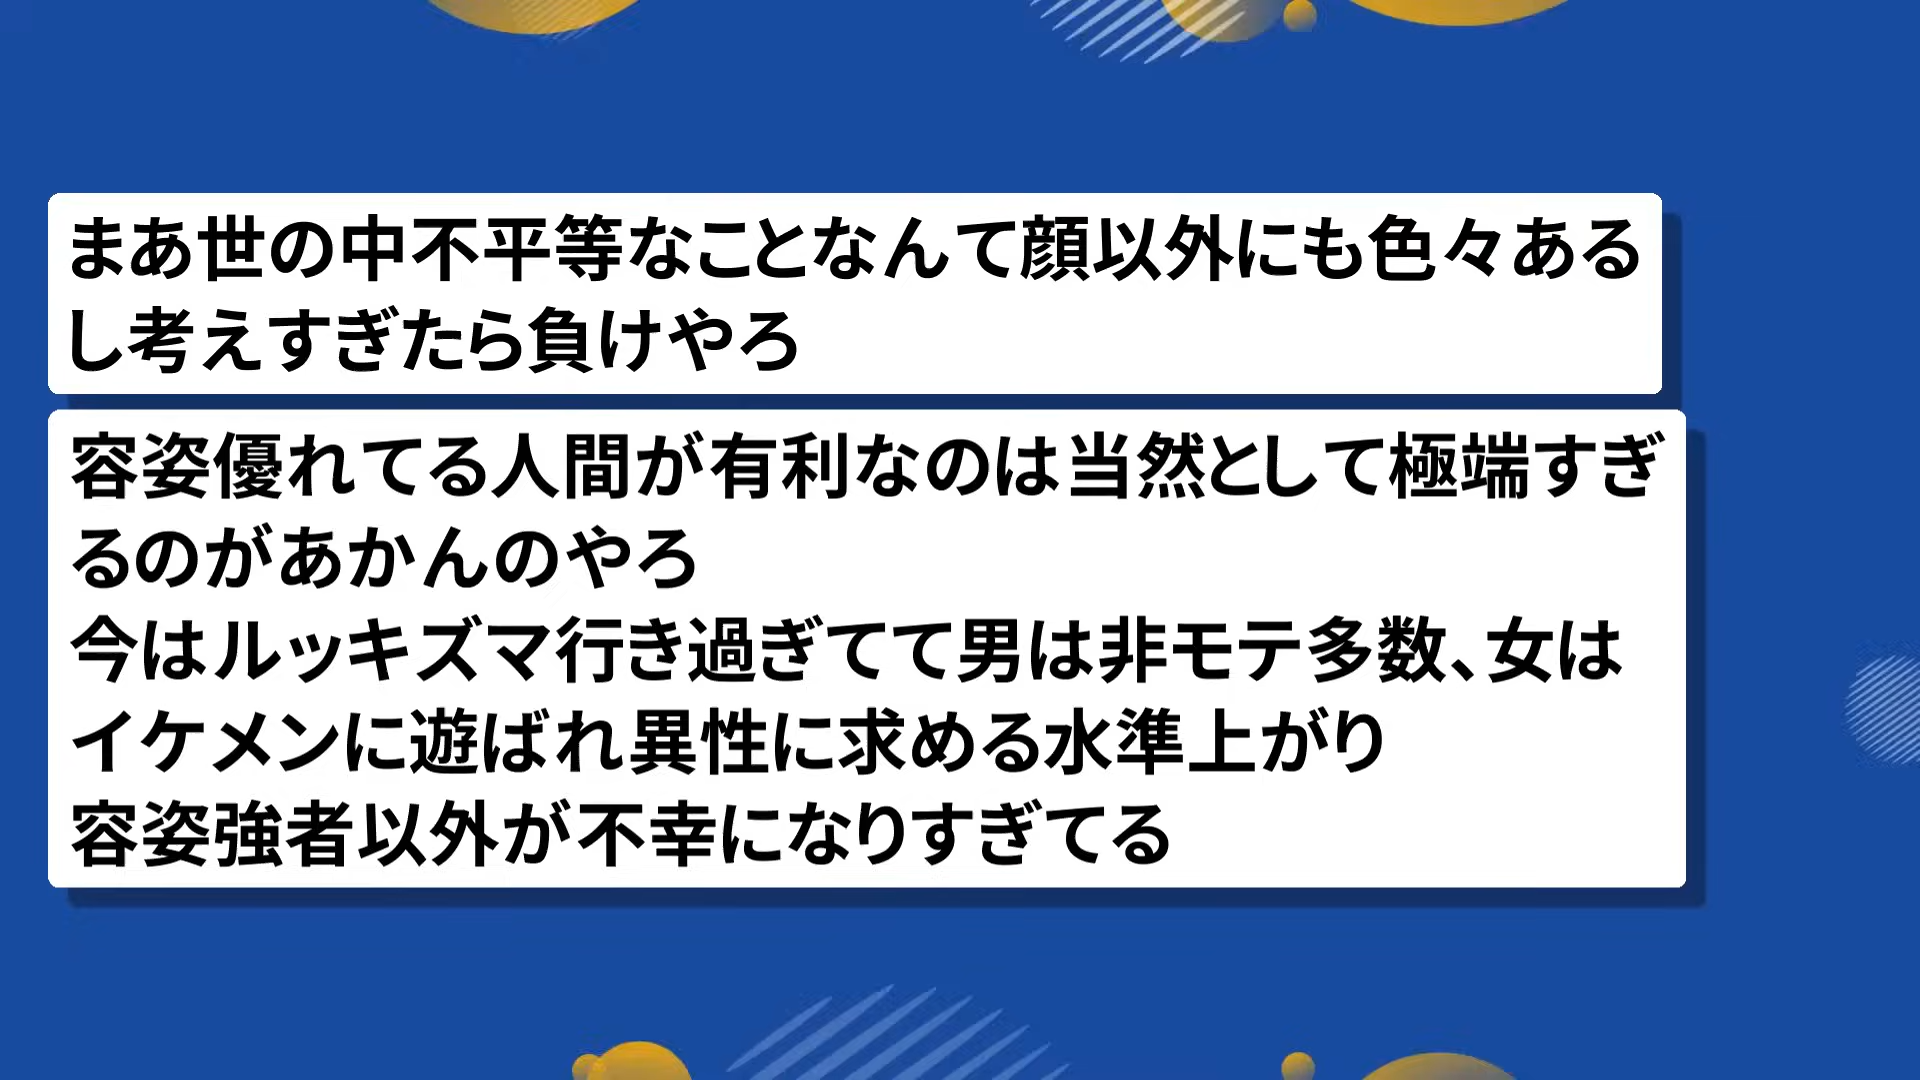 まあ世の中不平等なことなんて顔以外にも色々ある
し考えすぎたら負けやろ
容姿優れてる人間が有利なのは当然として極端すぎ
るのがあかんのやろ
今はルッキズマ行き過ぎてて男は非モテ多数、女は
イケメンに遊ばれ異性に求める水準上がり
容姿強者以外が不幸になりすぎてる